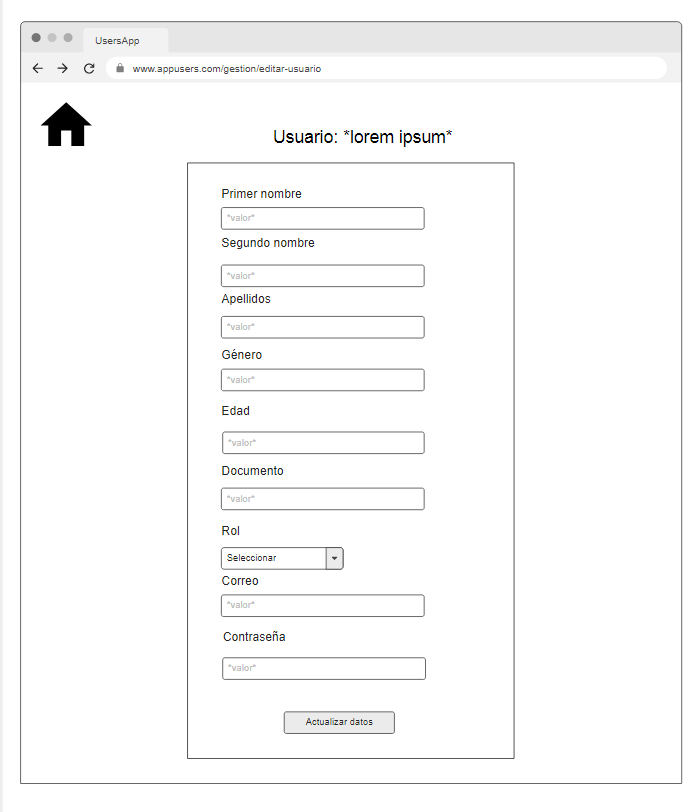 UsersApp
www.appusers.com/gestion/editar-usuario
Usuario: *lorem ipsum*
Primer nombre
*valor*
Segundo nombre
*valor*
Apellidos
*valor*
Género
*valor*
Edad
*valor*
Documento
*valor*
Rol
Seleccionar
Correo
*valor*
Contraseña
*valor*
Actualizar datos